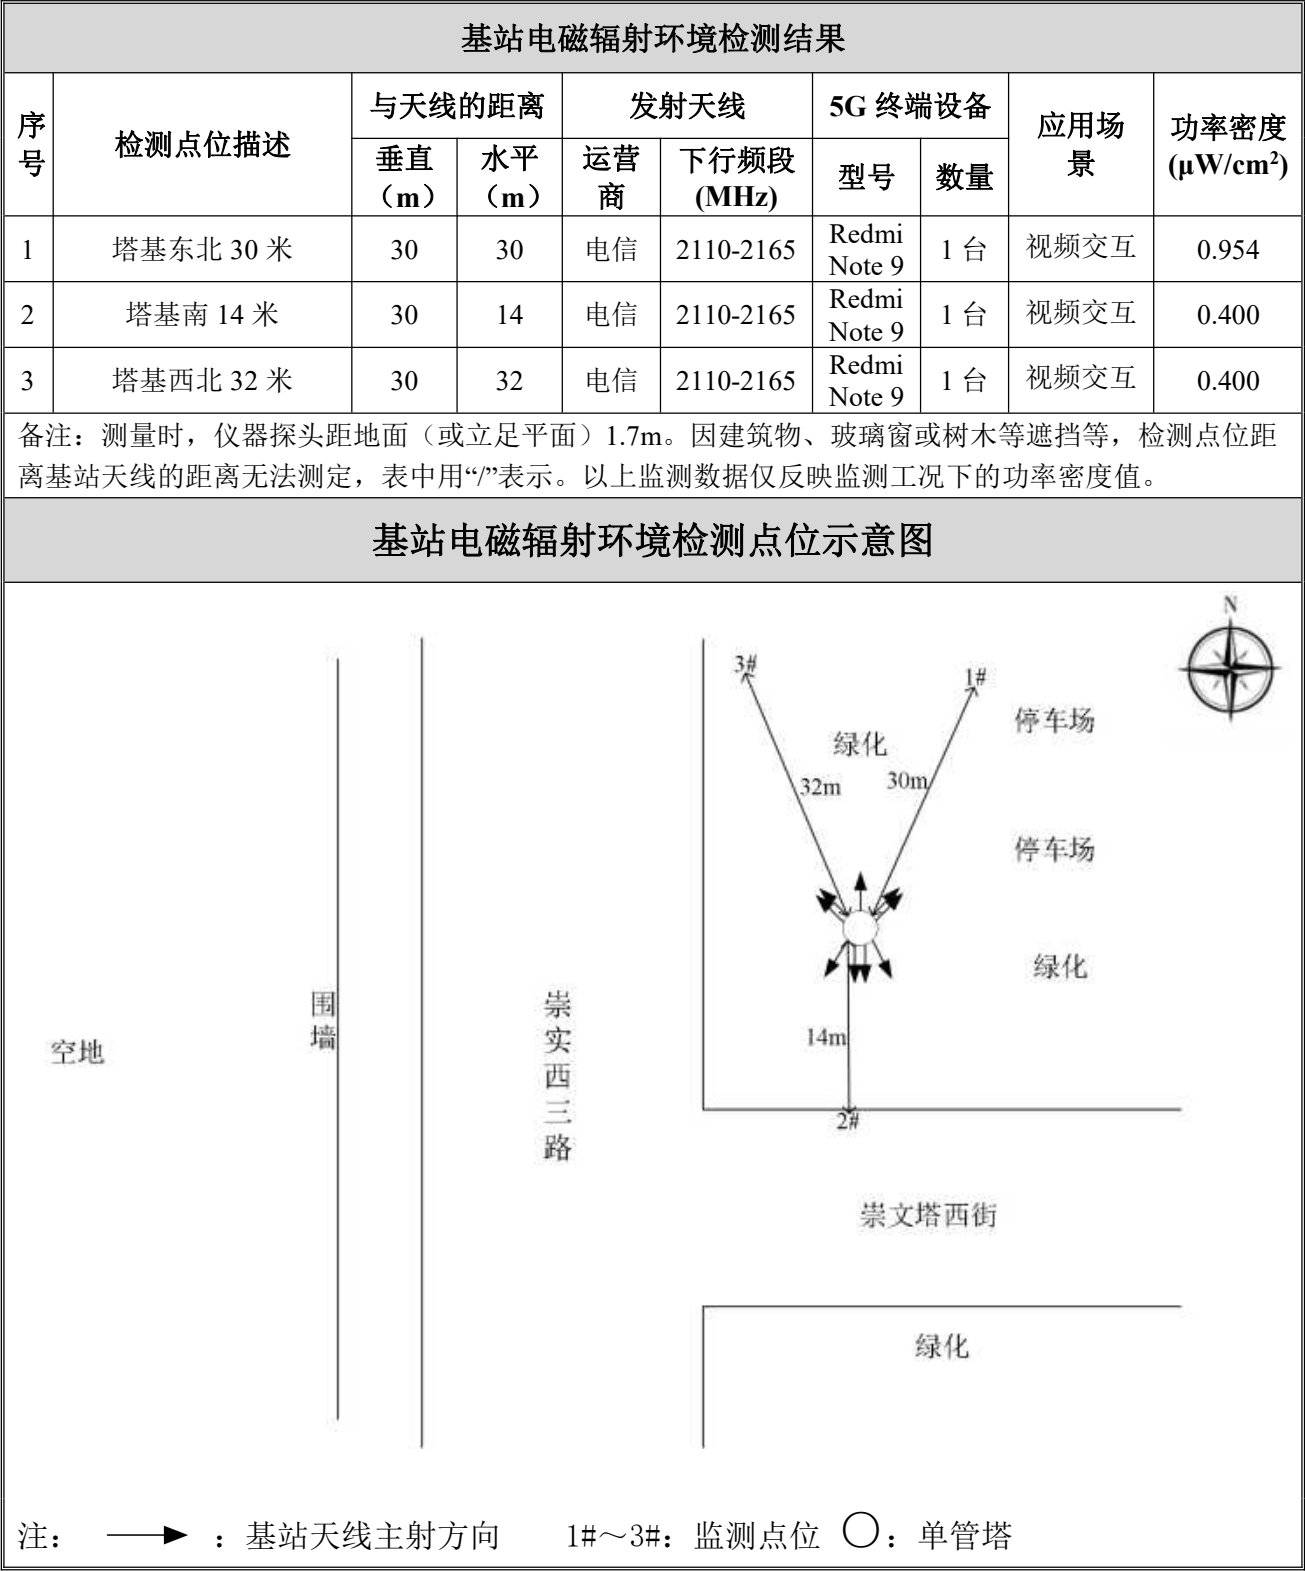 基站电磁辐射环境检测结果
序号 检测点位描述 与天线的距离 发射天线 5G 终端设备 应用场景 功率密度(μW/cm²)
垂直（m） 水平（m） 运营商 下行频段(MHz) 型号 数量
1 塔基东北 30 米 30 30 电信 2110-2165 Redmi Note 9 1 台 视频交互 0.954
2 塔基南 14 米 30 14 电信 2110-2165 Redmi Note 9 1 台 视频交互 0.400
3 塔基西北 32 米 30 32 电信 2110-2165 Redmi Note 9 1 台 视频交互 0.400
备注：测量时，仪器探头距地面（或立足平面）1.7m。因建筑物、玻璃窗或树木等遮挡等，检测点位距
离基站天线的距离无法测定，表中用“/”表示。以上监测数据仅反映监测工况下的功率密度值。
基站电磁辐射环境检测点位示意图
N
3#
1#
停车场
绿化
32m
30m
停车场
绿化
围墙
崇实西三路
14m
空地
2#
崇文塔西街
绿化
注： ：基站天线主射方向 1#～3#：监测点位 ：单管塔